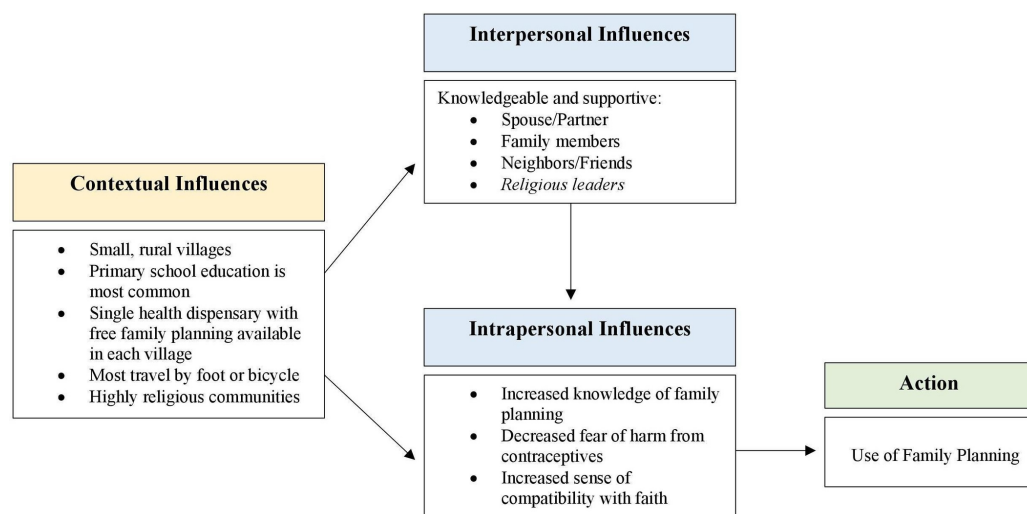 Interpersonal Influences
Knowledgeable and supportive:
• Spouse/Partner
• Family members
• Neighbors/Friends
• Religious leaders
Contextual Influences
• Small, rural villages
• Primary school education is
most common
• Single health dispensary with
free family planning available
in each village
• Most travel by foot or bicycle
• Highly religious communities
Intrapersonal Influences
• Increased knowledge of family
planning
• Decreased fear of harm from
contraceptives
• Increased sense of
compatibility with faith
Action
Use of Family Planning